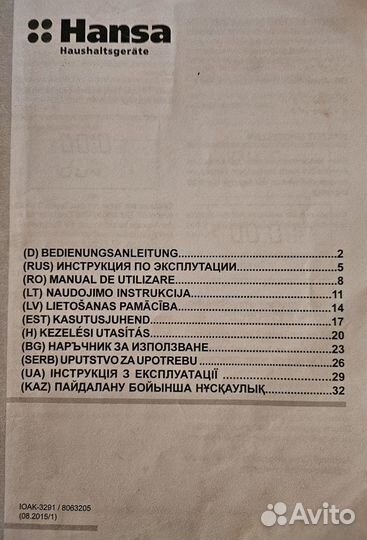 Hansa
Haushaltsgeräte
(D) BEDIENUNGSANLEITUNG...2
(RUS) ИНСТРУКЦИЯ ПО ЭКСПЛУТАЦИИ...5
(RO) MANUAL DE UTILIZARE...8
(LT) NAUDOJIMO INSTRUKCIJA...11
(LV) LIETOŠANAS PAMĀCĪBA...14
(EST) KASUTUSJUHEND...17
(H) KEZELÉSI UTASÍTÁS...20
(BG) НАРЪЧНИК ЗА ИЗПОЛЗВАНЕ...23
(SERB) UPUTSTVO ZA UPOTREBU...26
(UA) ІНСТРУКЦІЯ З ЕКСПЛУАТАЦІЇ...29
(KAZ) ПАЙДАЛАНУ БОЙЫНША НҰСҚАУЛЫҚ...32
IOAK-3291 / 8063205
(08.2015/1)
Avito